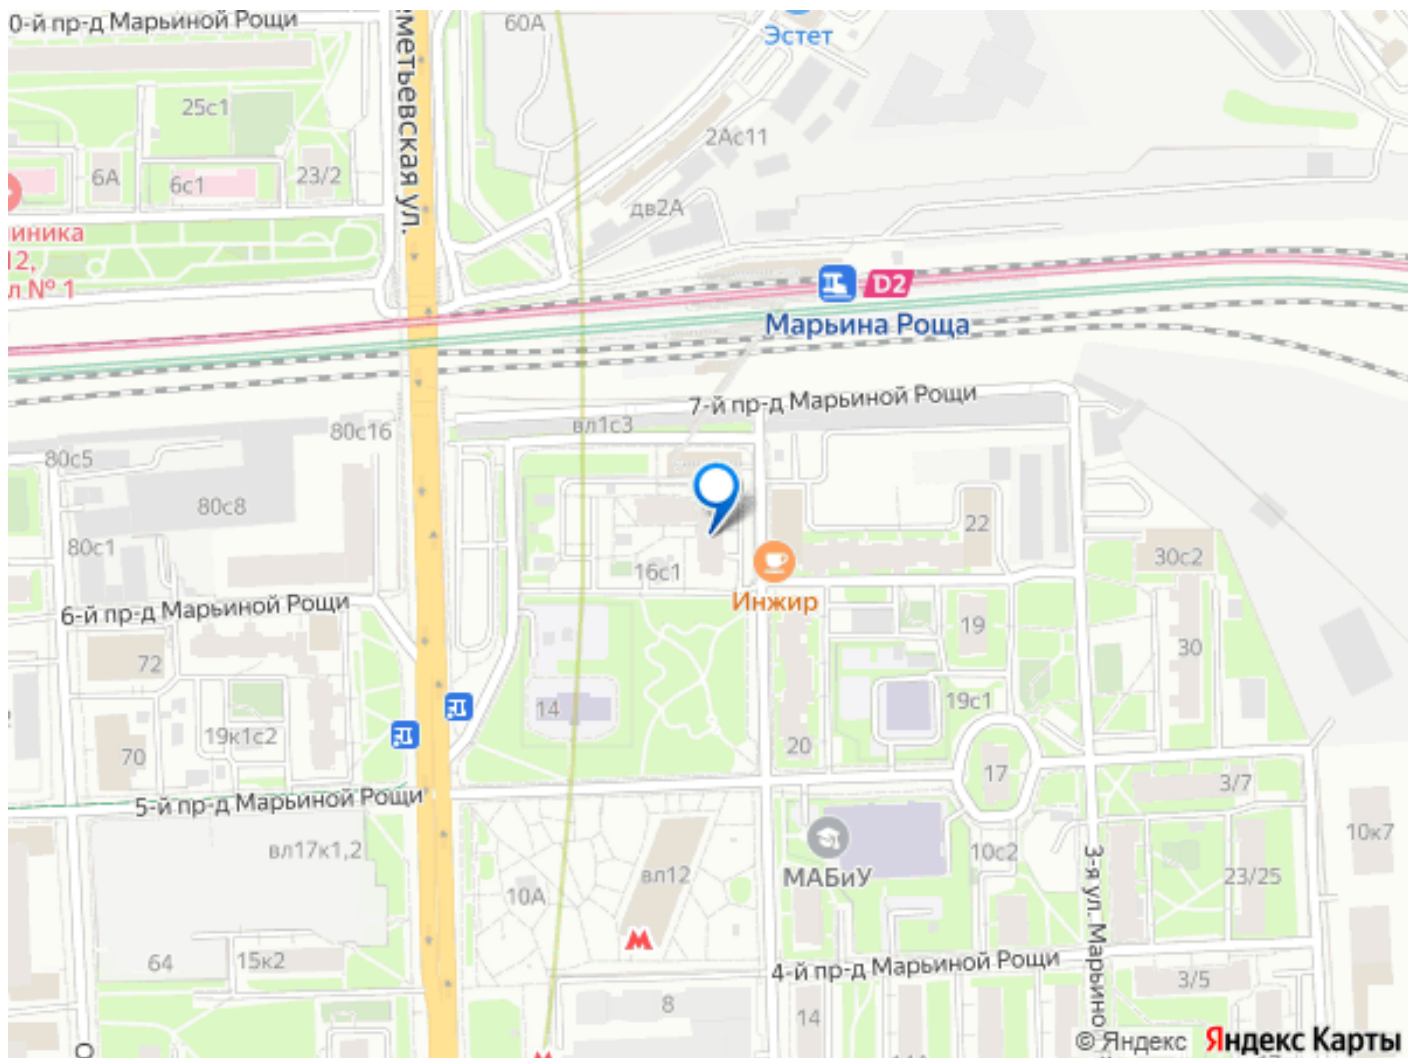 0-й пр-д Марьиной Рощи
60А
Эстет
еметьевская ул.
25с1
2Ас11
6А
6с1
23/2
дв2А
линика
12,
л № 1
D2
Марьина Роща
7-й пр-д Марьиной Рощи
вл1с3
80с16
80с5
80с8
80с1
22
16с1
30с2
Инжир
6-й пр-д Марьиной Рощи
19
72
30
19с1
14
19к1с2
70
20
17
3/7
5-й пр-д Марьиной Рощи
10к7
вл17к1,2
10с2
МАБиУ
вл12
10А
23/25
3-я ул. Марьино
64
15к2
4-й пр-д Марьиной Рощи
3/5
8
14
© Яндекс Яндекс Карты